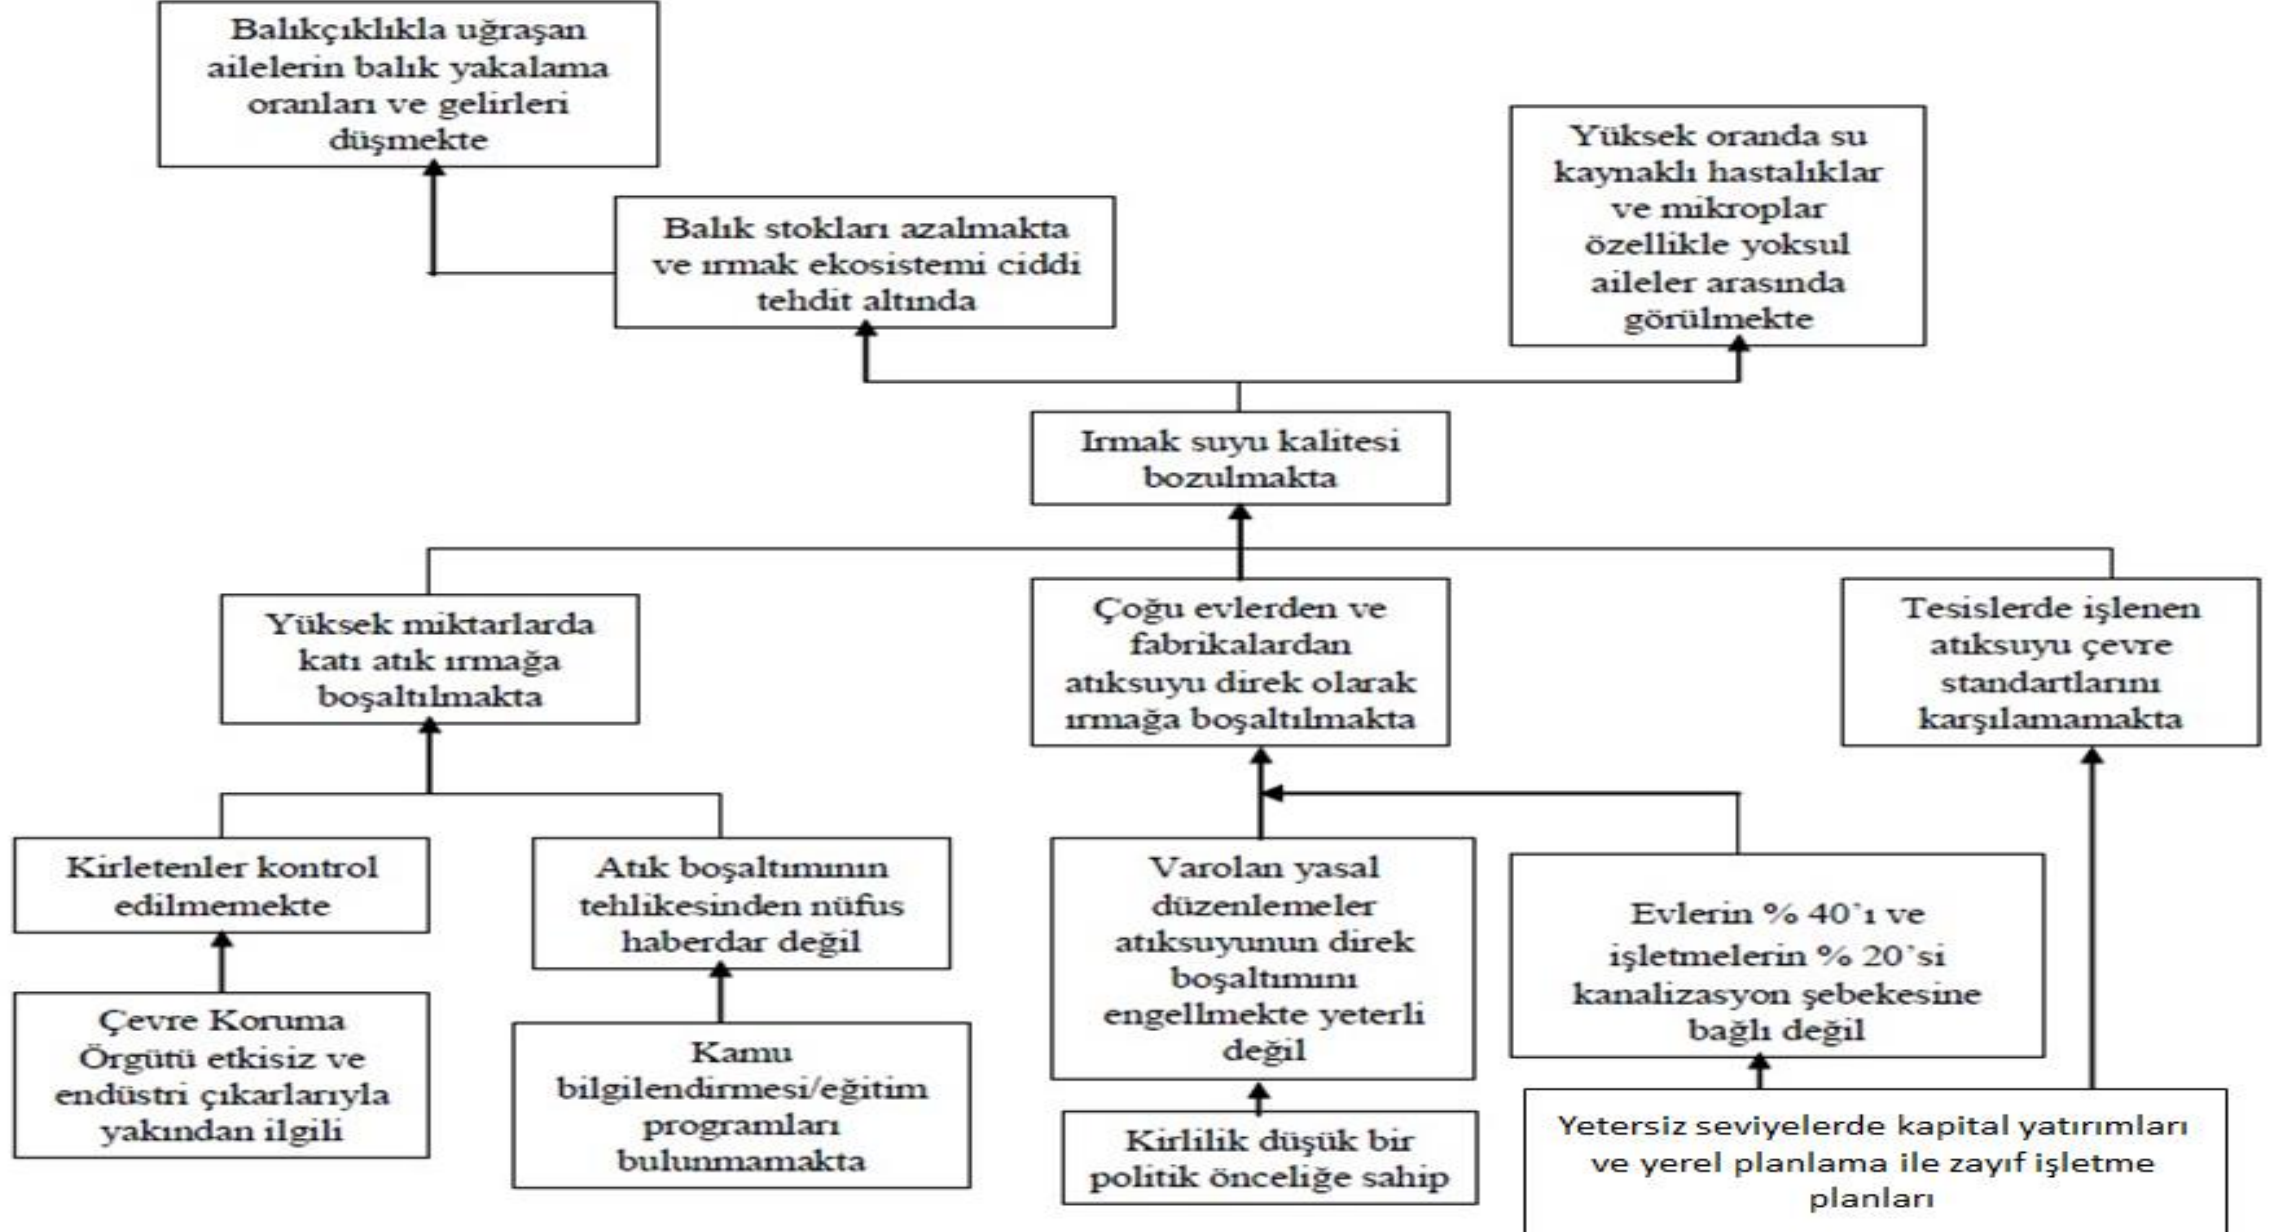 Balıkçıklıkla uğraşan
ailelerin balık yakalama
oranları ve gelirleri
düşmekte
Yüksek oranda su
kaynaklı hastalıklar
ve mikroplar
özellikle yoksul
aileler arasında
görülmekte
Balık stokları azalmakta
ve ırmak ekosistemi ciddi
tehdit altında
Irmak suyu kalitesi
bozulmakta
Yüksek miktarlarda
katı atık ırmağa
boşaltılmakta
Çoğu evlerden ve
fabrikalardan
atıksuyu direk olarak
ırmağa boşaltılmakta
Tesislerde işlenen
atıksuyu çevre
standartlarını
karşılamamakta
Kirletenler kontrol
edilmemekte
Atık boşaltımının
tehlikesinden nüfus
haberdar değil
Varolan yasal
düzenlemeler
atıksuyunun direk
boşaltımını
engellmekte yeterli
değil
Evlerin % 40'ı ve
işletmelerin % 20'si
kanalizasyon şebekesine
bağlı değil
Çevre Koruma
Örgütü etkisiz ve
endüstri çıkarlarıyla
yakından ilgili
Kamu
bilgilendirmesi/eğitim
programları
bulunmamakta
Kirlilik düşük bir
politik önceliğe sahip
Yetersiz seviyelerde kapital yatırımları
ve yerel planlama ile zayıf işletme
planları